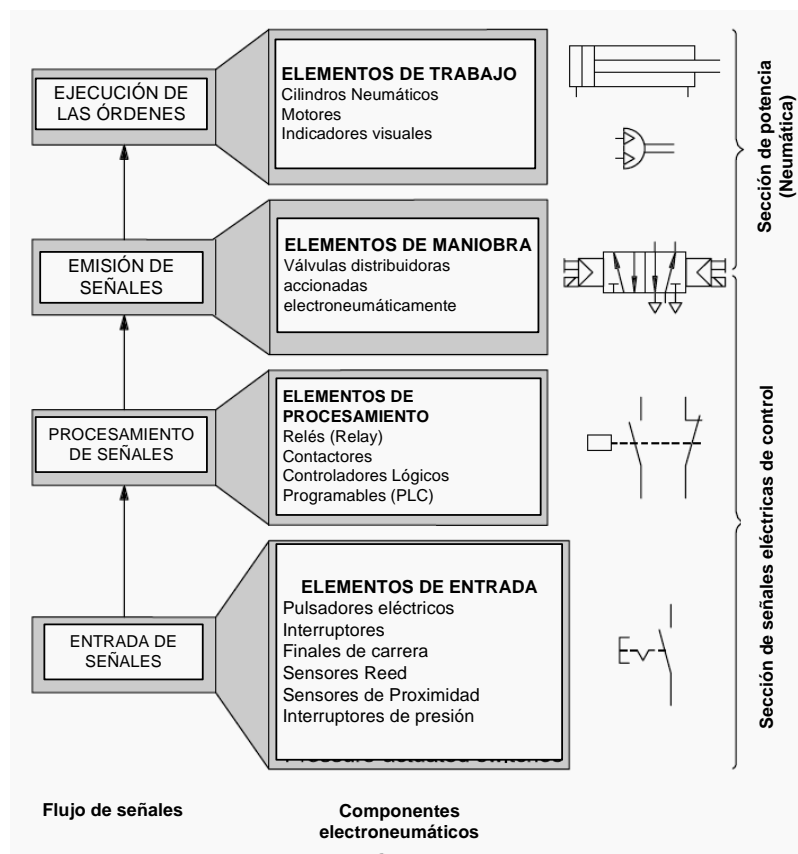 EJECUCIÓN DE
LAS ÓRDENES
ELEMENTOS DE TRABAJO
Cilindros Neumáticos
Motores
Indicadores visuales
Sección de potencia
(Neumática)
EMISIÓN DE
SEÑALES
ELEMENTOS DE MANIOBRA
Válvulas distribuidoras
accionadas
electroneumáticamente
PROCESAMIENTO
DE SEÑALES
ELEMENTOS DE
PROCESAMIENTO
Relés (Relay)
Contactores
Controladores Lógicos
Programables (PLC)
Sección de señales eléctricas de control
ENTRADA DE
SEÑALES
ELEMENTOS DE ENTRADA
Pulsadores eléctricos
Interruptores
Finales de carrera
Sensores Reed
Sensores de Proximidad
Interruptores de presión
Flujo de señales
Componentes
electroneumáticos